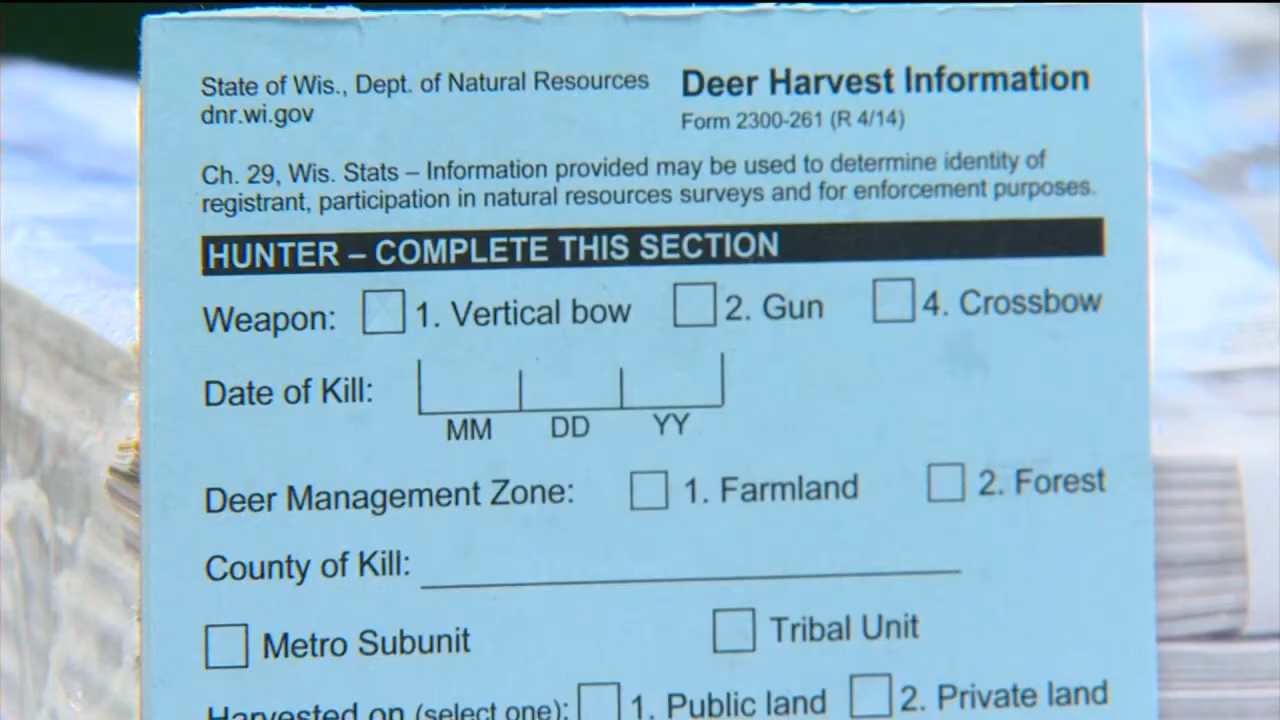 State of Wis., Dept. of Natural Resources
dnr.wi.gov
Deer Harvest Information
Form 2300-261 (R 4/14)
Ch. 29, Wis. Stats – Information provided may be used to determine identity of
registrant, participation in natural resources surveys and for enforcement purposes.
HUNTER – COMPLETE THIS SECTION
Weapon: 1. Vertical bow 2. Gun 4. Crossbow
Date of Kill:
MM DD YY
Deer Management Zone: 1. Farmland 2. Forest
County of Kill:
Metro Subunit Tribal Unit
Harvested on (select one): 1. Public land 2. Private land